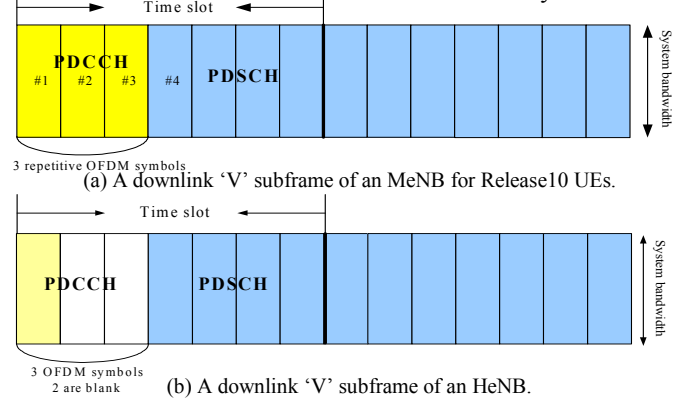 Time slot
PDCCH
PDSCH
#1 #2 #3 #4
System bandwidth
3 repetitive OFDM symbols
(a) A downlink ‘V’ subframe of an MeNB for Release10 UEs.
Time slot
PDCCH
PDSCH
System bandwidth
3 OFDM symbols
2 are blank
(b) A downlink ‘V’ subframe of an HeNB.